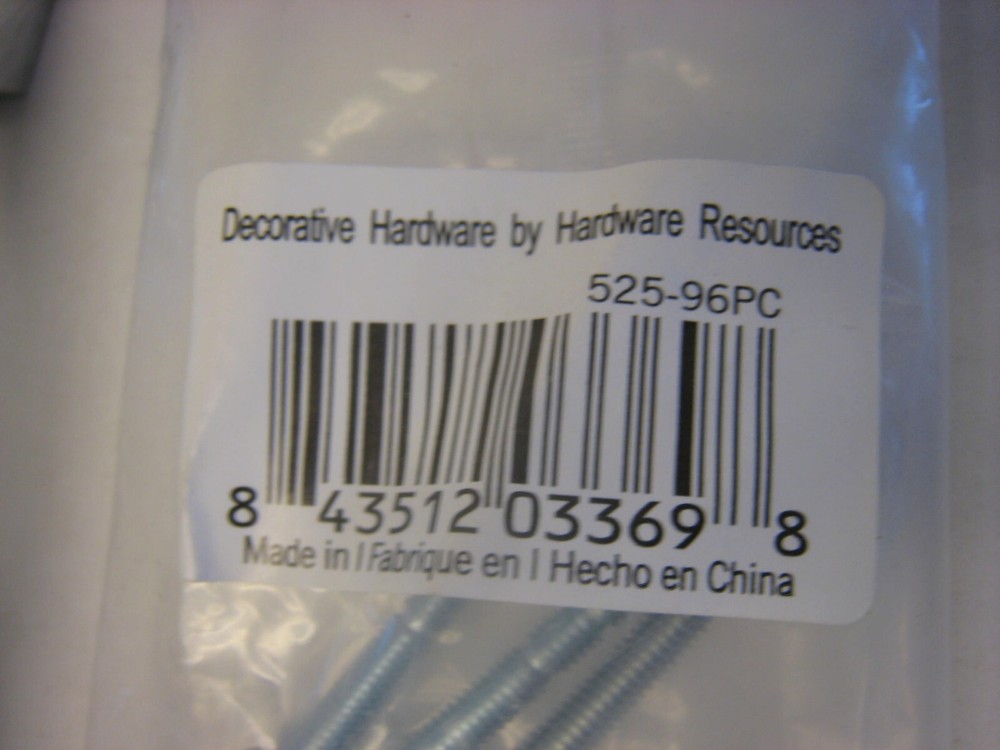 Decorative Hardware by Hardware Resources
525-96PC
8 43512 03369 8
Made in / Fabrique en / Hecho en China